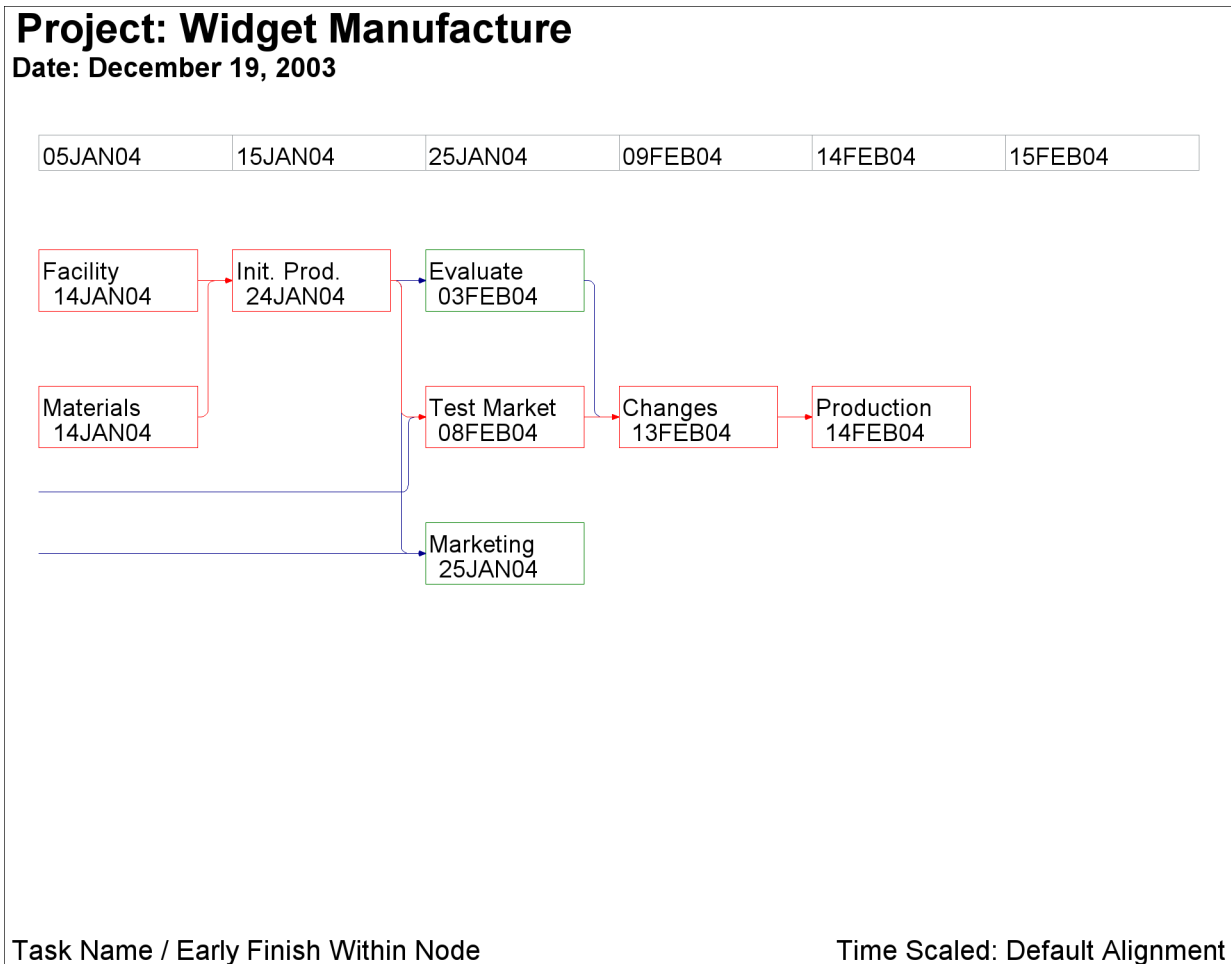 Project: Widget Manufacture
Date: December 19, 2003
05JAN04 15JAN04 25JAN04 09FEB04 14FEB04 15FEB04
Facility
14JAN04
Init. Prod.
24JAN04
Evaluate
03FEB04
Materials
14JAN04
Test Market
08FEB04
Changes
13FEB04
Production
14FEB04
Marketing
25JAN04
Task Name / Early Finish Within Node
Time Scaled: Default Alignment